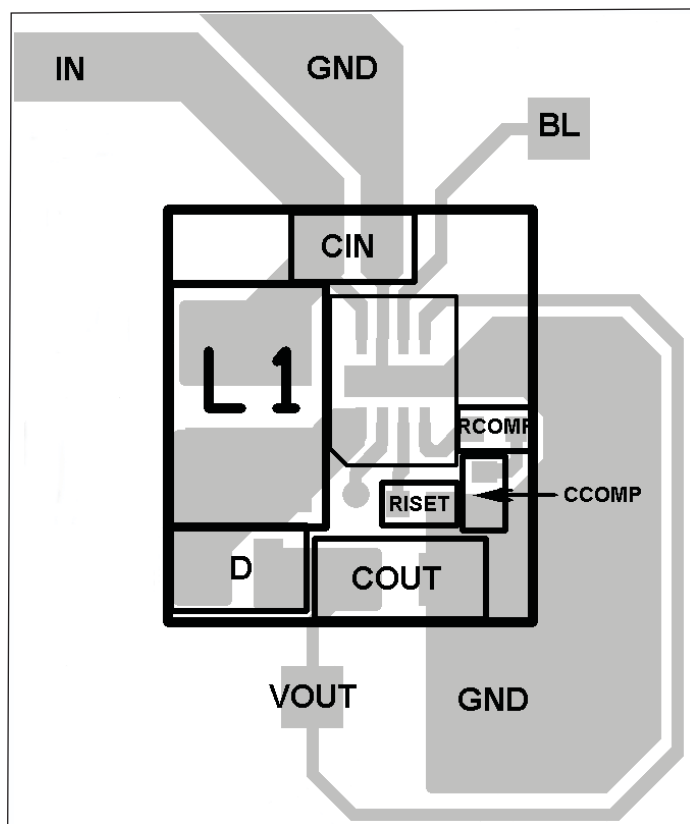 IN
GND
BL
CIN
L1
RCOMP
RISET
CCOMP
D
COUT
VOUT
GND